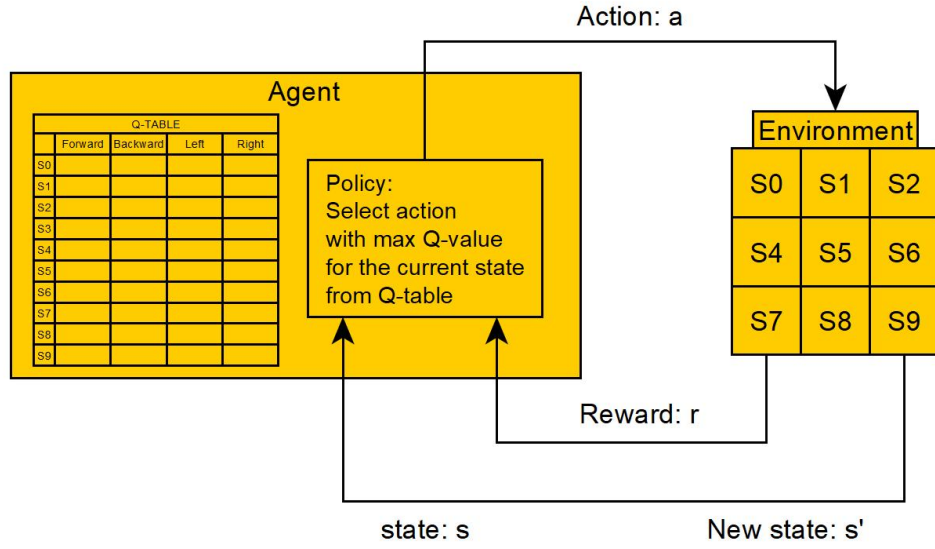 Action: a
Agent
Q-TABLE
Forward Backward Left Right
S0
S1
S2
S3
S4
S5
S6
S7
S8
S9
Policy:
Select action
with max Q-value
for the current state
from Q-table
Environment
S0 S1 S2
S4 S5 S6
S7 S8 S9
Reward: r
state: s
New state: s'